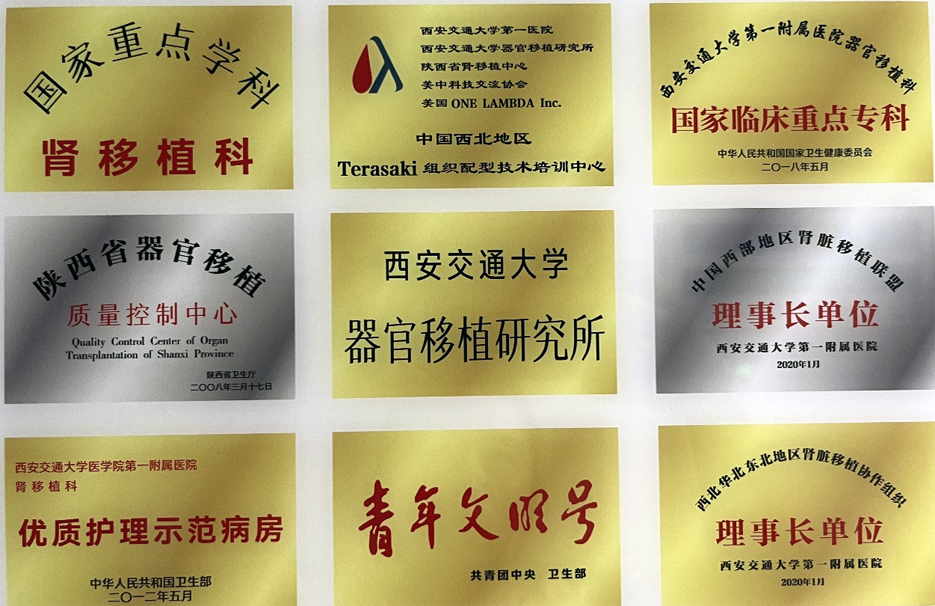 国家重点学科
肾移植科
西安交通大学第一医院
西安交通大学器官移植研究所
陕西省肾移植中心
美中科技交流协会
美国 ONE LAMBDA Inc.
中国西北地区
Terasaki 组织配型技术培训中心
西安交通大学第一附属医院器官移植科
国家临床重点专科
中华人民共和国国家卫生健康委员会
二〇一八年五月
陕西省器官移植
质量控制中心
Quality Control Center of Organ
Transplantation of Shanxi Province
陕西省卫生厅
二〇〇八年三月十七日
西安交通大学
器官移植研究所
中国西部地区肾脏移植联盟
理事长单位
西安交通大学第一附属医院
2020年1月
西安交通大学医学院第一附属医院
肾移植科
优质护理示范病房
中华人民共和国卫生部
二〇一二年五月
青年文明号
共青团中央 卫生部
西北华北东北地区肾脏移植协作组织
理事长单位
西安交通大学第一附属医院
2020年1月